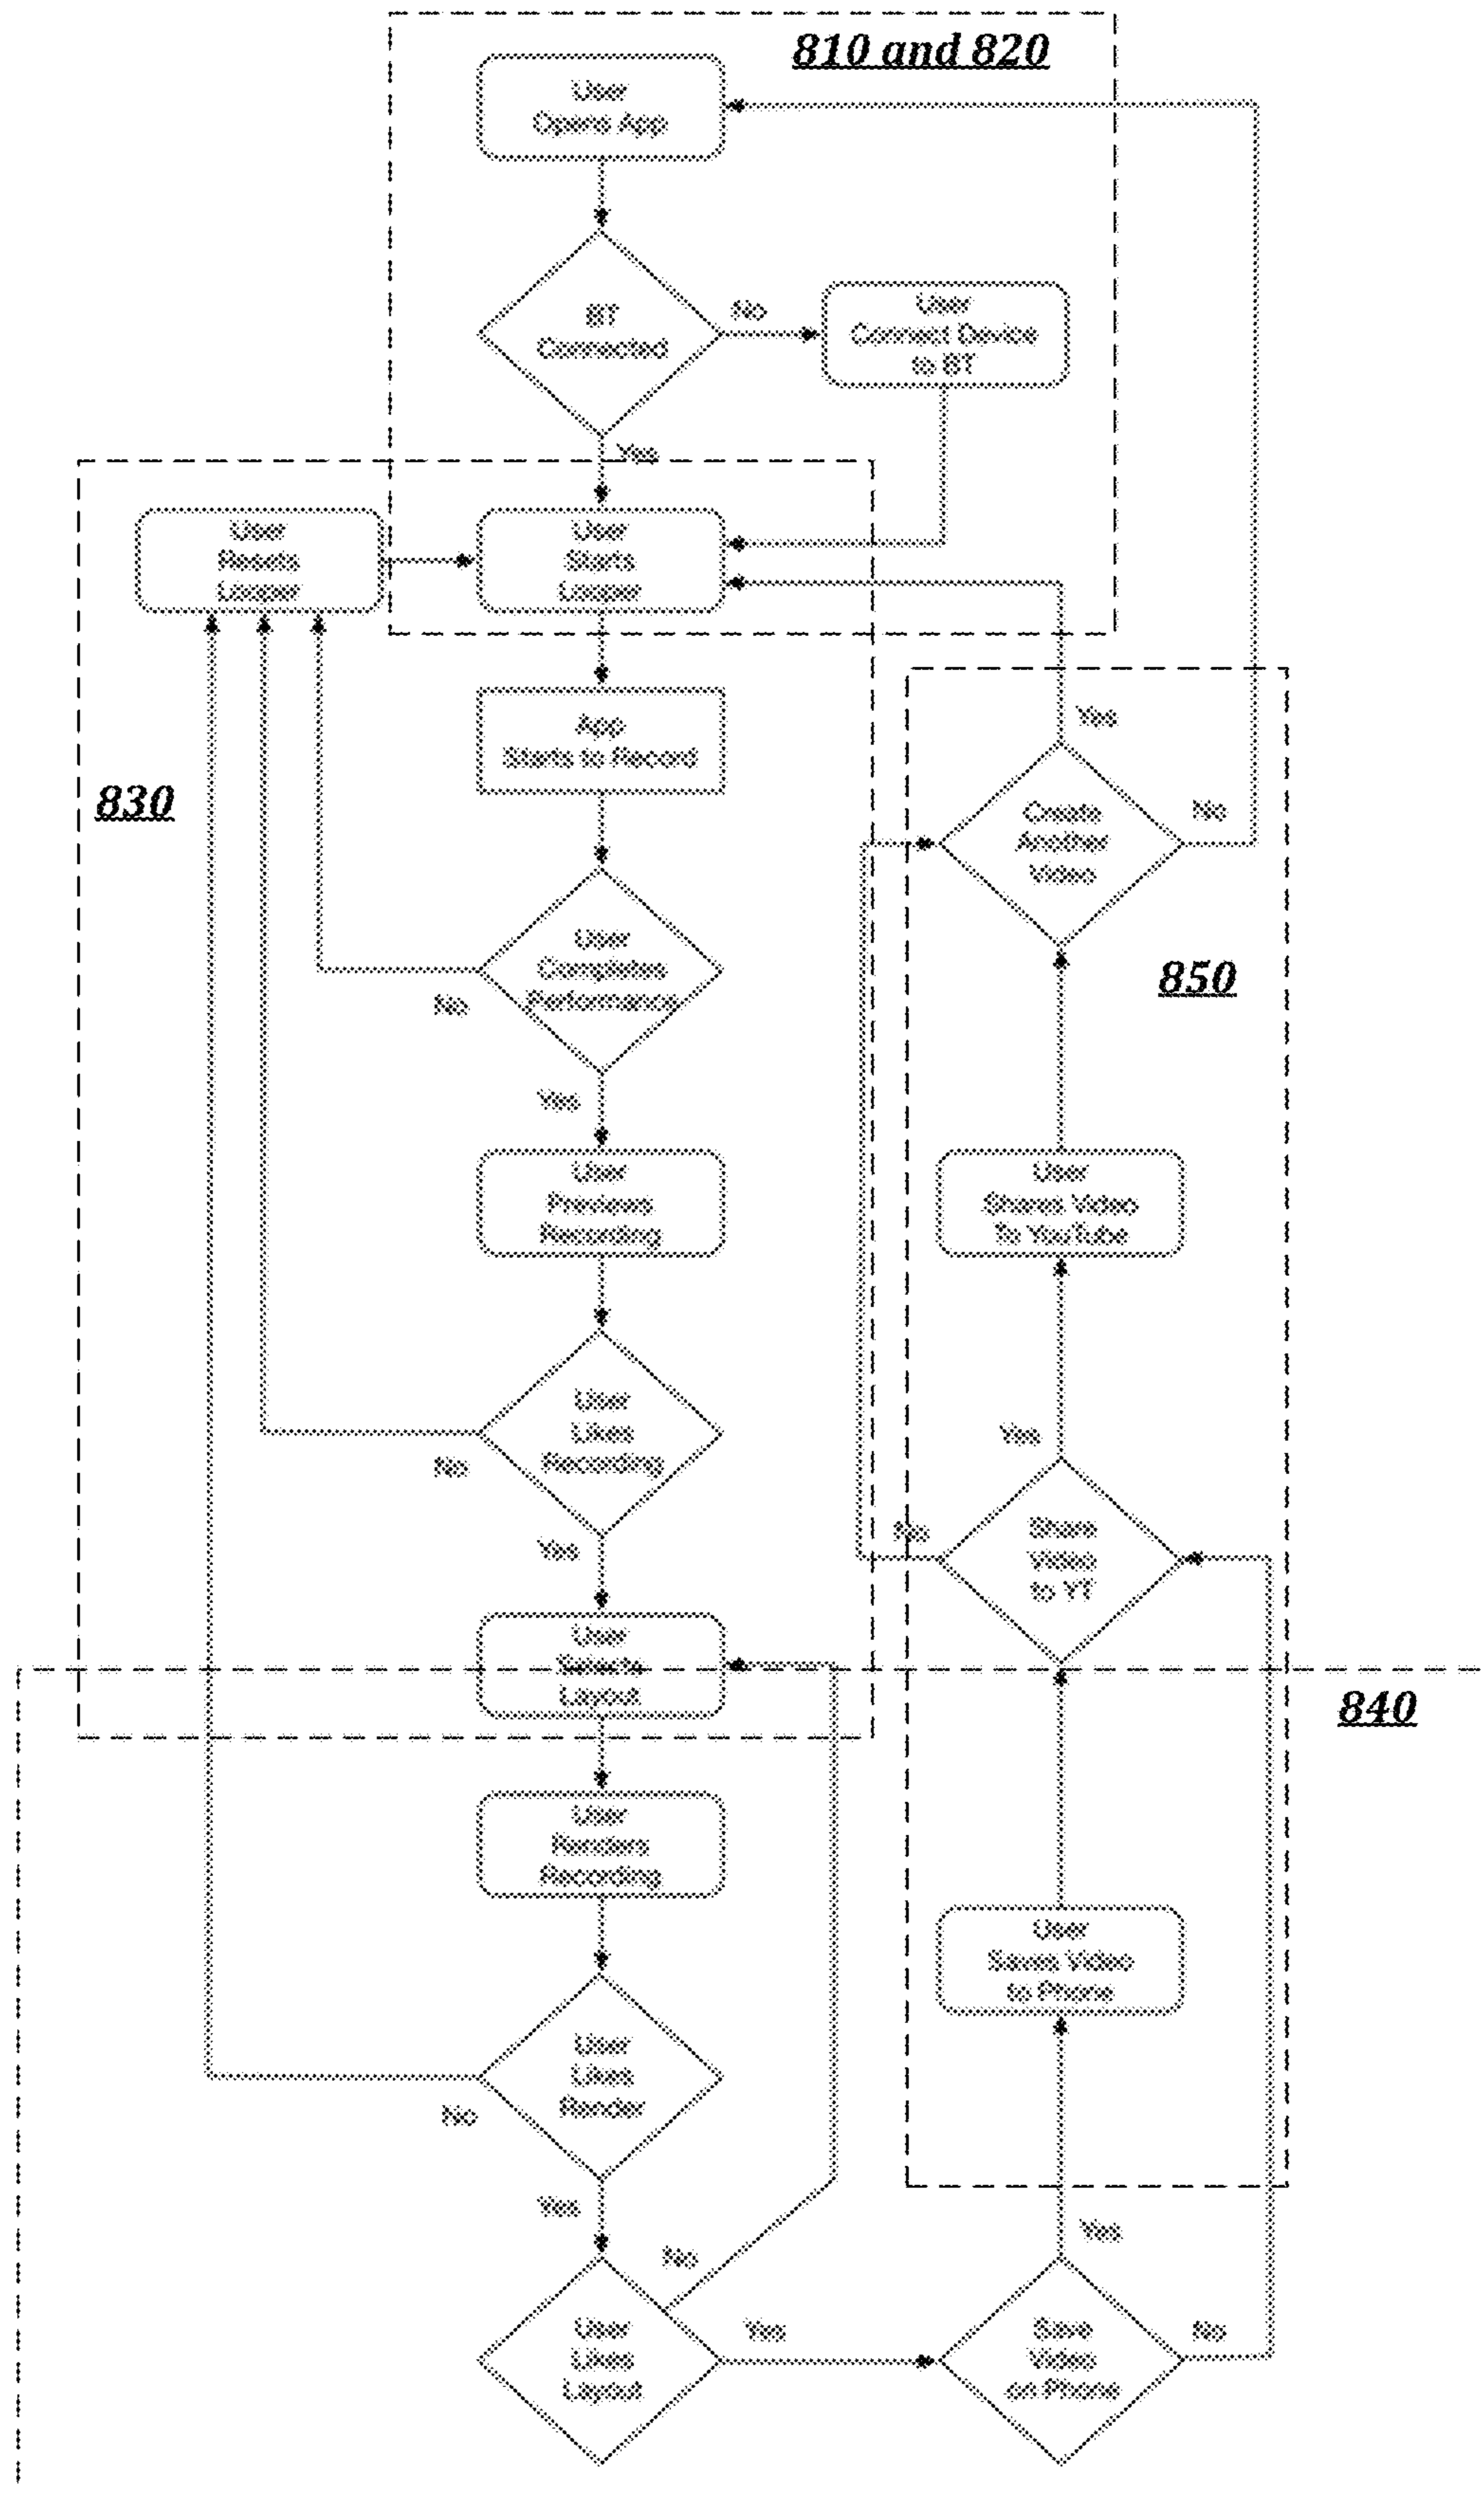 810 and 820
User
Opens App
BT
Connected
No
User
Connect Device
to BT
Yes
User
Resets
Looper
User
Starts
Looper
App
Starts to Record
830
Yes
Create
Another
Video
No
User
Completes
Performance
No
850
Yes
User
Previews
Recording
User
Shares Video
To YouTube
User
Likes
Recording
No
Yes
Yes
Share
Video
to YT
No
User
Selects
Layout
840
User
Renders
Recording
User
Saves Video
to Phone
User
Likes
Render
No
Yes
No
Yes
User
Likes
Layout
Yes
Save
Video
on Phone
No